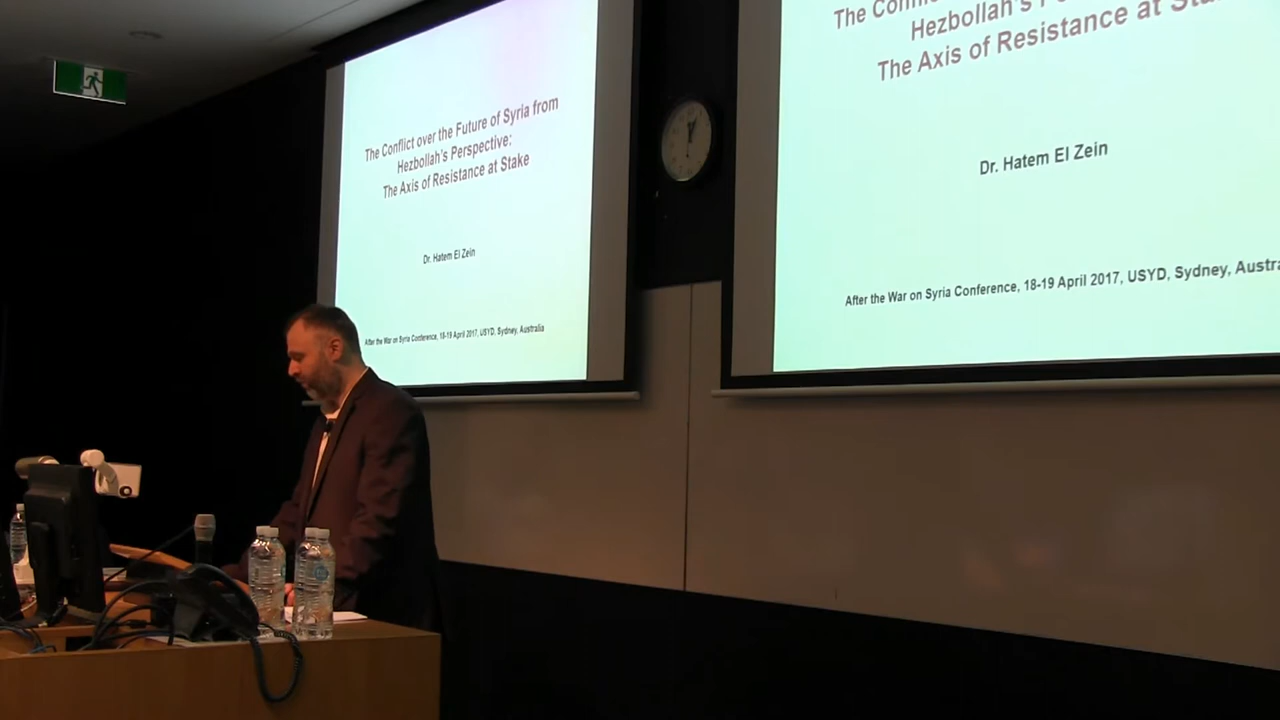 The Conflict over the Future of Syria from
Hezbollah's Perspective:
The Axis of Resistance at Stake
Dr. Hatem El Zein
After the War on Syria Conference, 18-19 April 2017, USYD, Sydney, Australia
The
Hezbollah's
The Axis of Resistance at
Dr. Hatem El Zein
After the War on Syria Conference, 18-19 April 2017, USYD, Sydney,